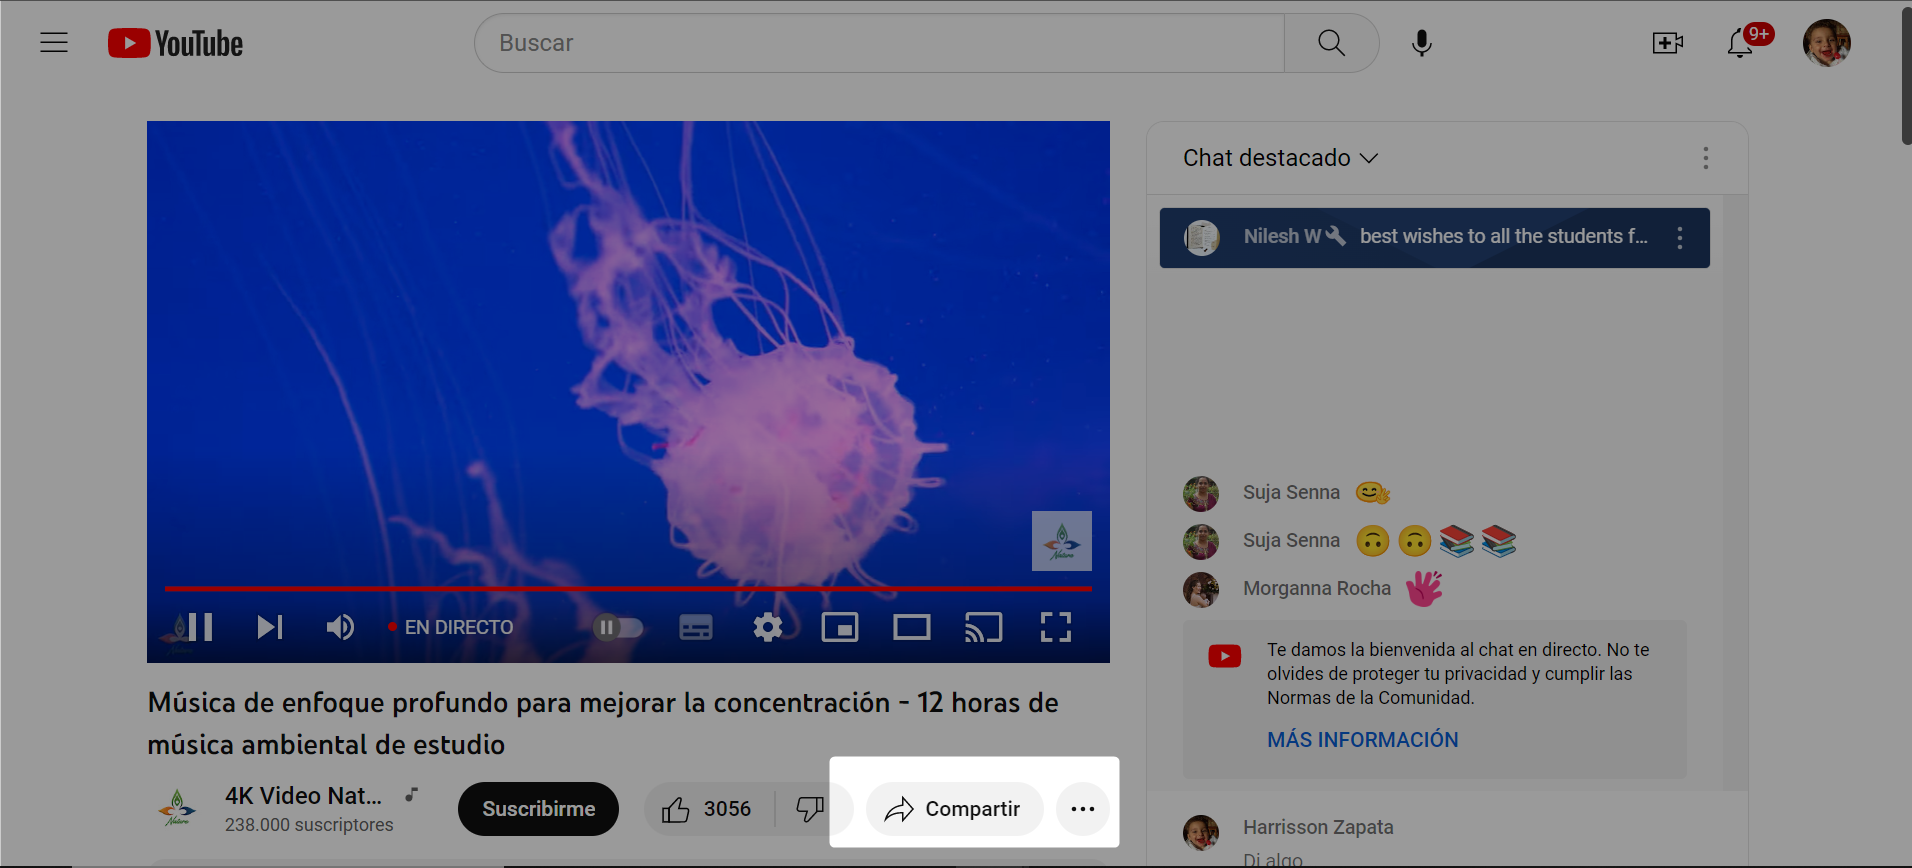 YouTube
Buscar
9+
Chat destacado
Nilesh W best wishes to all the students f...
Suja Senna
Suja Senna
Morganna Rocha
Natura
EN DIRECTO
Te damos la bienvenida al chat en directo. No te
olvides de proteger tu privacidad y cumplir las
Normas de la Comunidad.
MÁS INFORMACIÓN
Música de enfoque profundo para mejorar la concentración - 12 horas de
música ambiental de estudio
4K Video Nat...
238.000 suscriptores
Suscribirme
3056
Compartir
Harrisson Zapata
Di algo